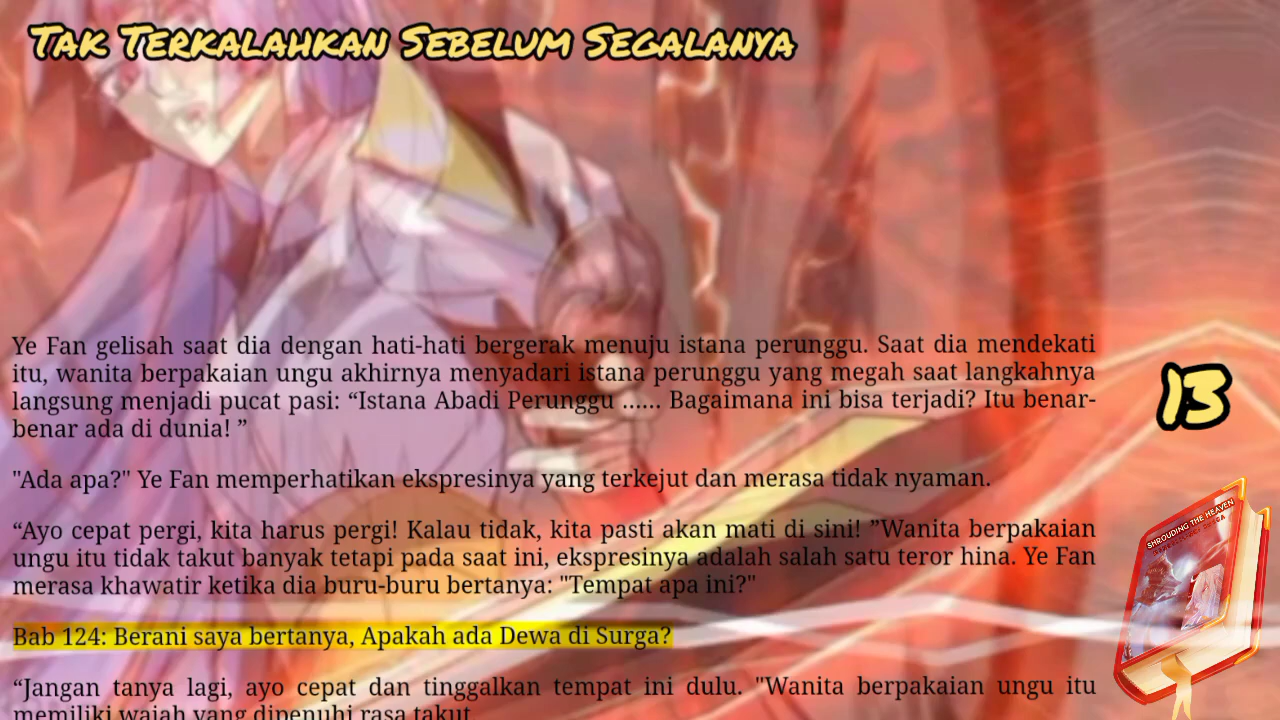 Tak Terkalahkan Sebelum Segalanya
Ye Fan gelisah saat dia dengan hati-hati bergerak menuju istana perunggu. Saat dia mendekati
itu, wanita berpakaian ungu akhirnya menyadari istana perunggu yang megah saat langkahnya
langsung menjadi pucat pasi: “Istana Abadi Perunggu ...... Bagaimana ini bisa terjadi? Itu benar-
benar ada di dunia! ”
"Ada apa?" Ye Fan memperhatikan ekspresinya yang terkejut dan merasa tidak nyaman.
“Ayo cepat pergi, kita harus pergi! Kalau tidak, kita pasti akan mati di sini! ”Wanita berpakaian
ungu itu tidak takut banyak tetapi pada saat ini, ekspresinya adalah salah satu teror hina. Ye Fan
merasa khawatir ketika dia buru-buru bertanya: "Tempat apa ini?"
Bab 124: Berani saya bertanya, Apakah ada Dewa di Surga?
“Jangan tanya lagi, ayo cepat dan tinggalkan tempat ini dulu. "Wanita berpakaian ungu itu
memiliki wajah yang dipenuhi rasa takut
13
SHROUDING THE HEAVEN